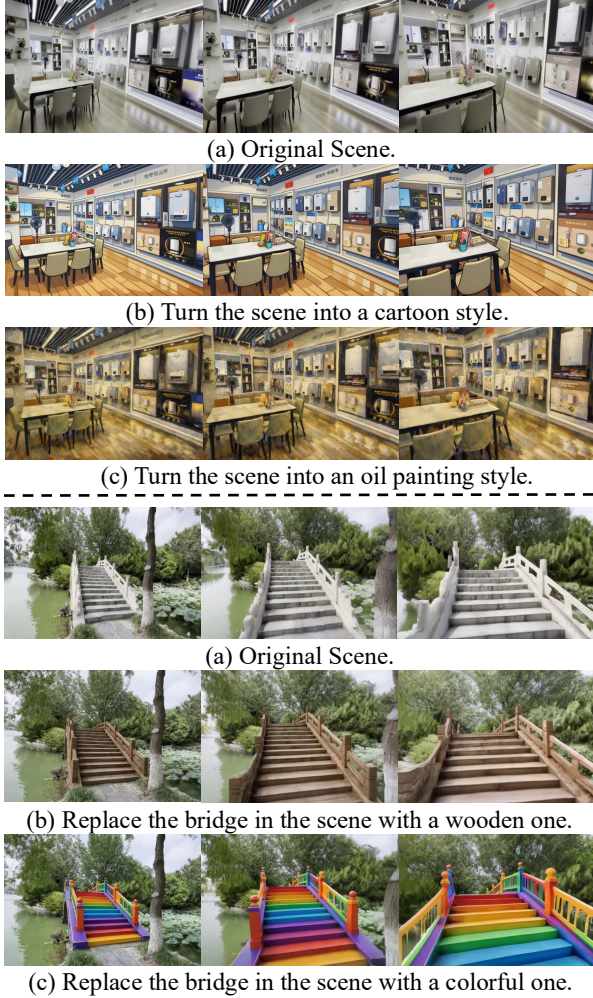 (a) Original Scene.
(b) Turn the scene into a cartoon style.
(c) Turn the scene into an oil painting style.
(a) Original Scene.
(b) Replace the bridge in the scene with a wooden one.
(c) Replace the bridge in the scene with a colorful one.